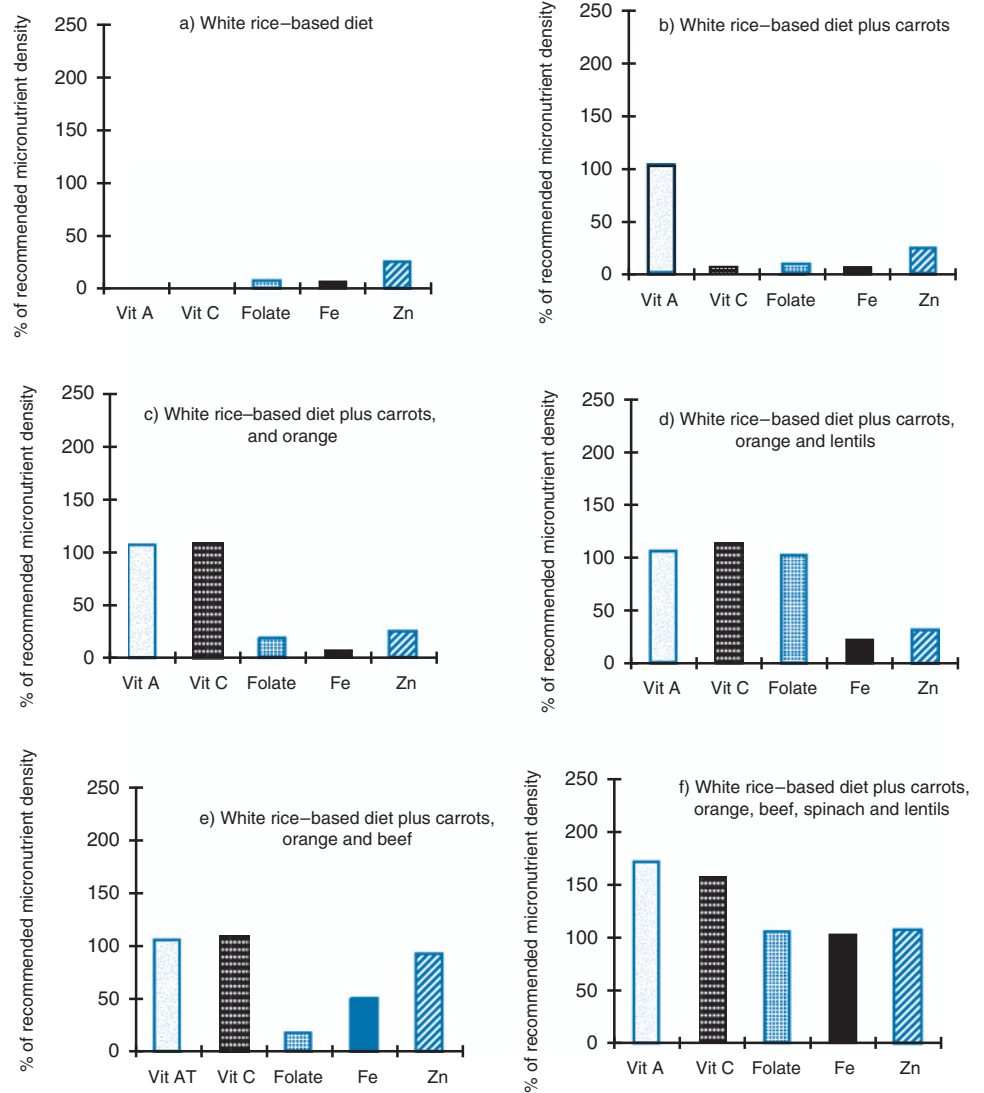 % of recommended micronutrient density
250
200
150
100
50
0
a) White rice–based diet
Vit A Vit C Folate Fe Zn
% of recommended micronutrient density
250
200
150
100
50
0
b) White rice–based diet plus carrots
Vit A Vit C Folate Fe Zn
% of recommended micronutrient density
250
200
150
100
50
0
c) White rice–based diet plus carrots,
and orange
Vit A Vit C Folate Fe Zn
% of recommended micronutrient density
250
200
150
100
50
0
d) White rice–based diet plus carrots,
orange and lentils
Vit A Vit C Folate Fe Zn
% of recommended micronutrient density
250
200
150
100
50
0
e) White rice–based diet plus carrots,
orange and beef
Vit AT Vit C Folate Fe Zn
% of recommended micronutrient density
250
200
150
100
50
0
f) White rice–based diet plus carrots,
orange, beef, spinach and lentils
Vit A Vit C Folate Fe Zn